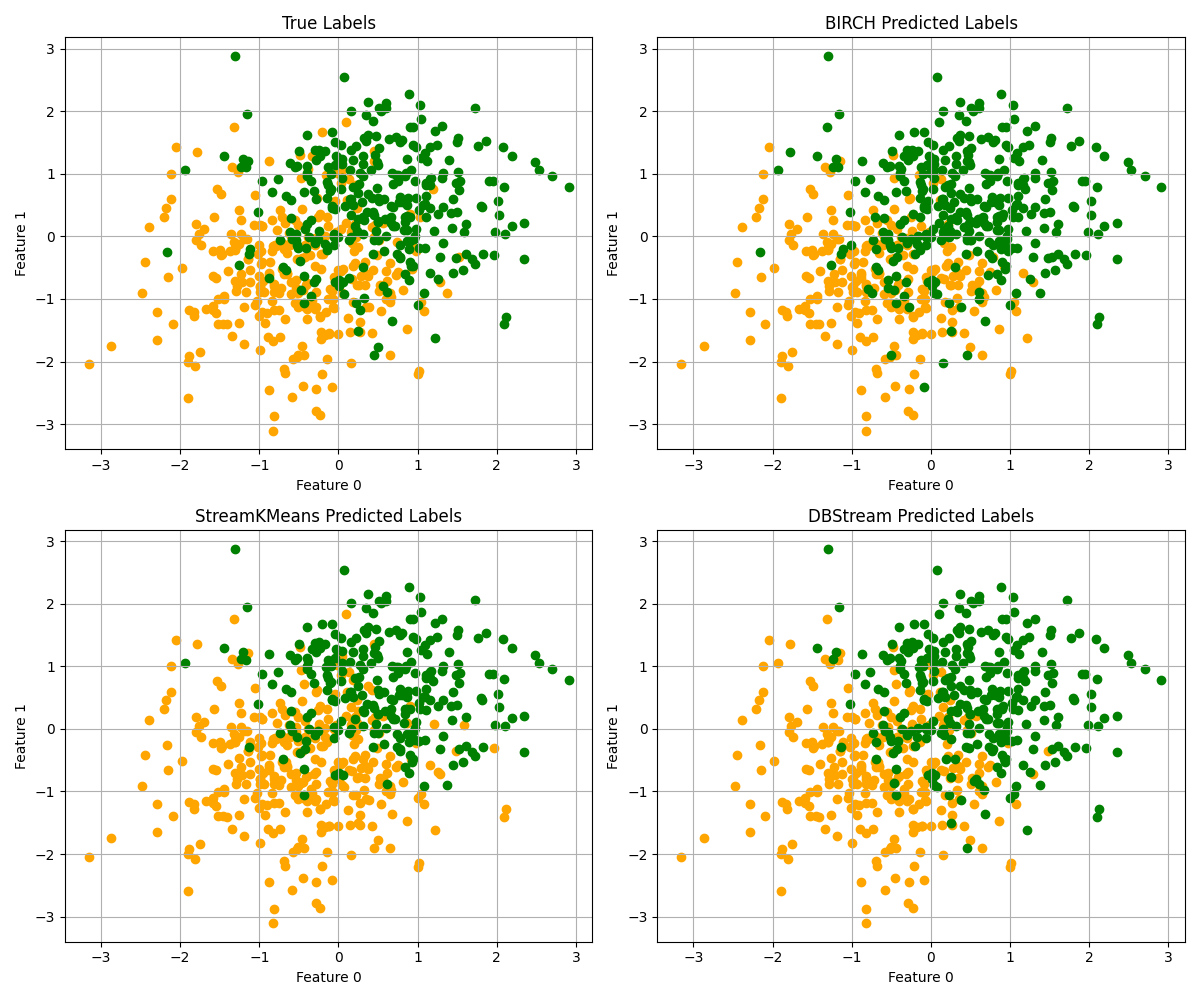 True Labels
3
2
1
0
−1
−2
−3
Feature 1
−3 −2 −1 0 1 2 3
Feature 0
BIRCH Predicted Labels
3
2
1
0
−1
−2
−3
Feature 1
−3 −2 −1 0 1 2 3
Feature 0
StreamKMeans Predicted Labels
3
2
1
0
−1
−2
−3
Feature 1
−3 −2 −1 0 1 2 3
Feature 0
DBStream Predicted Labels
3
2
1
0
−1
−2
−3
Feature 1
−3 −2 −1 0 1 2 3
Feature 0